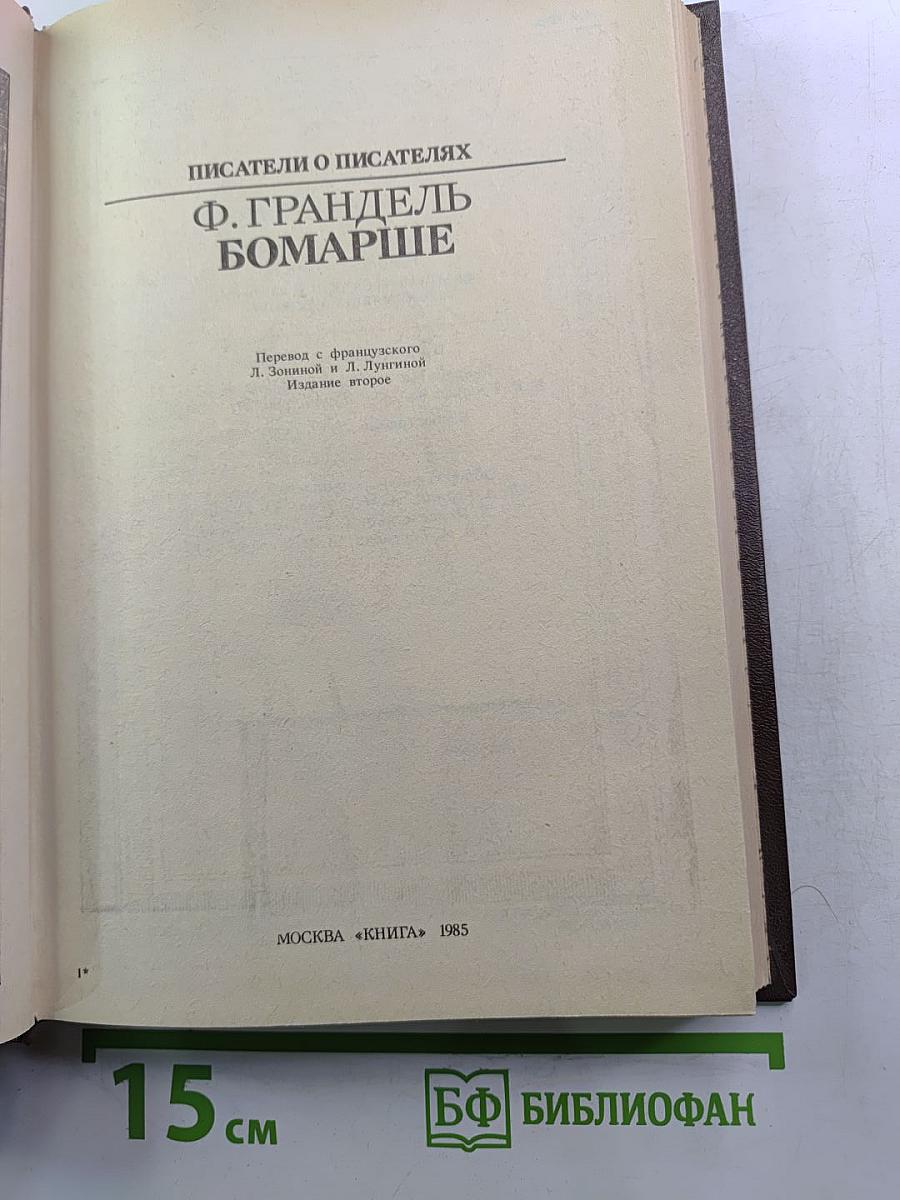 ПИСАТЕЛИ О ПИСАТЕЛЯХ
Ф. ГРАНДЕЛЬ
БОМАРШЕ
Перевод с французского
Л. Зониной и Л. Лунгиной
Издание второе
МОСКВА «КНИГА» 1985
1*
15 см
БФ БИБЛИОФАН